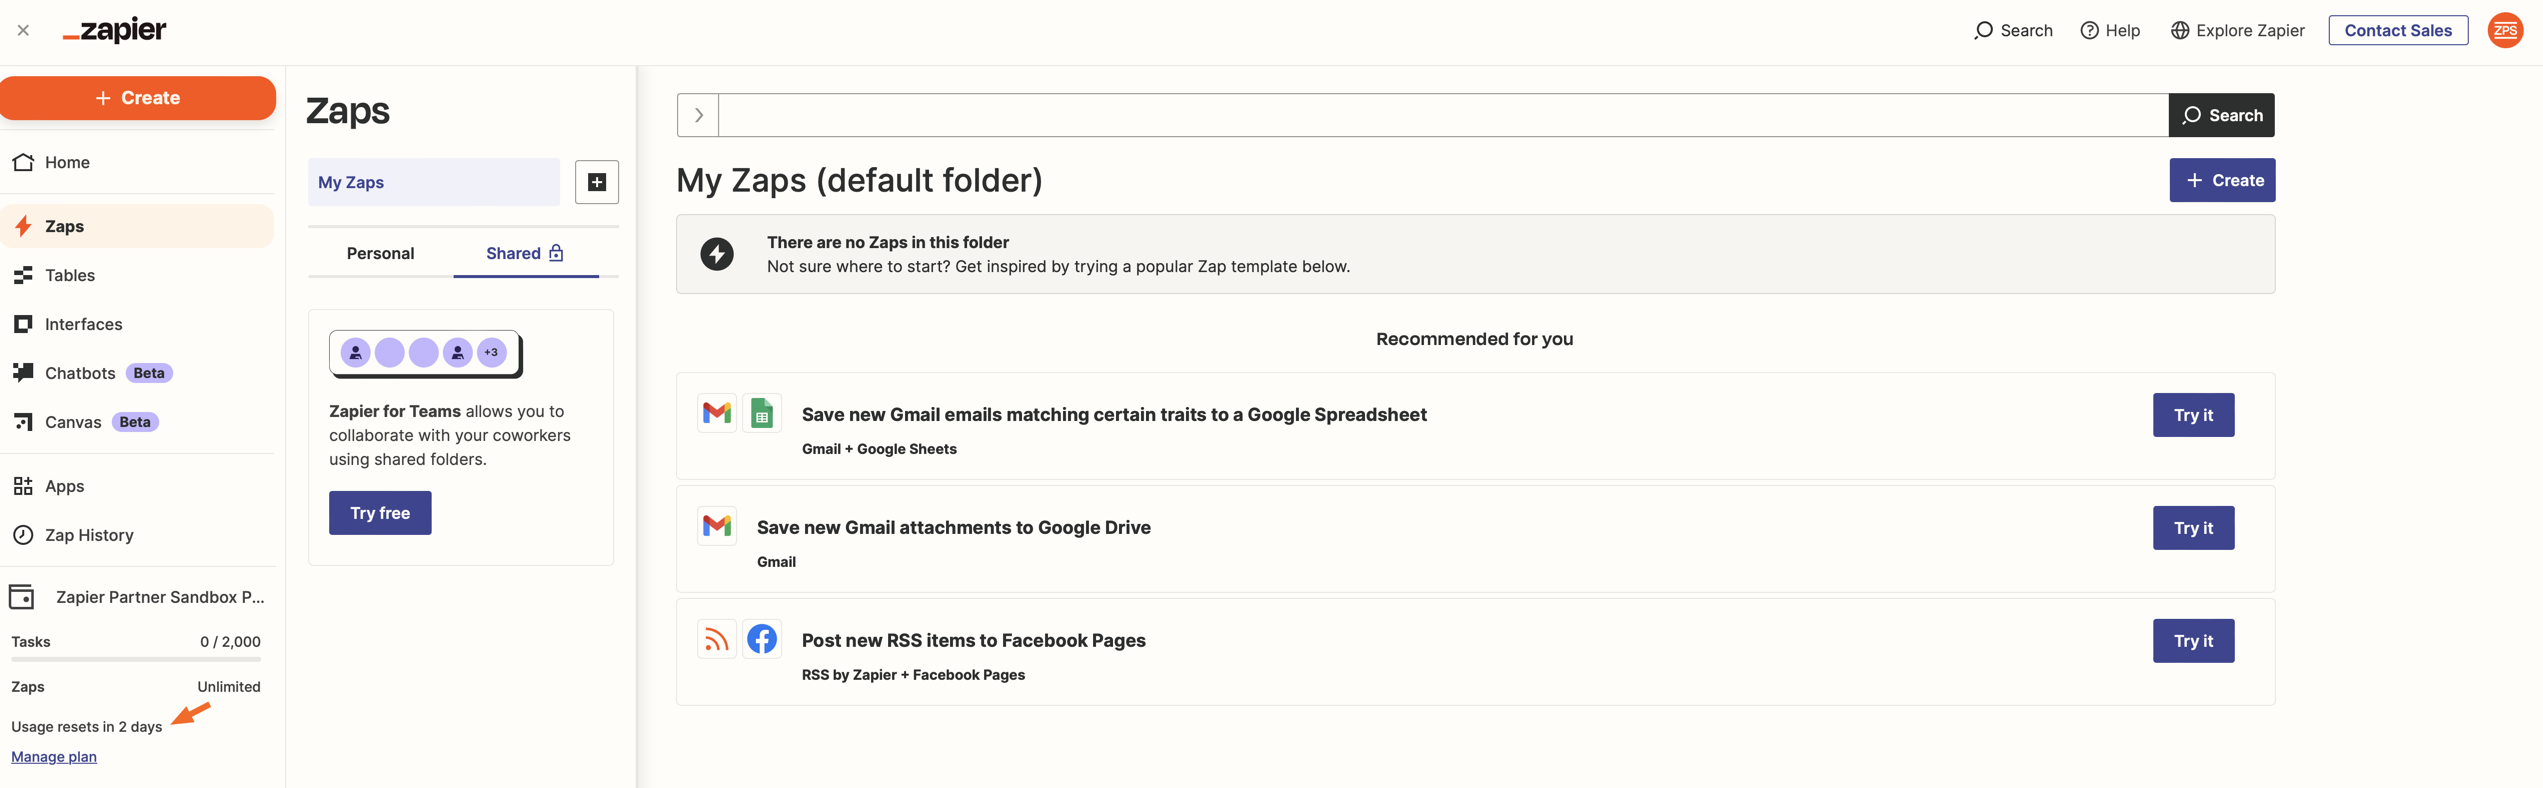 zapier
Search
Help
Explore Zapier
Contact Sales
ZPS
Create
Home
Zaps
Tables
Interfaces
Chatbots Beta
Canvas Beta
Apps
Zap History
Zapier Partner Sandbox P...
Tasks 0 / 2,000
Zaps Unlimited
Usage resets in 2 days
Manage plan
Zaps
My Zaps
Personal Shared
+3
Zapier for Teams allows you to
collaborate with your coworkers
using shared folders.
Try free
Search
My Zaps (default folder)
Create
There are no Zaps in this folder
Not sure where to start? Get inspired by trying a popular Zap template below.
Recommended for you
Save new Gmail emails matching certain traits to a Google Spreadsheet
Gmail + Google Sheets
Try it
Save new Gmail attachments to Google Drive
Gmail
Try it
Post new RSS items to Facebook Pages
RSS by Zapier + Facebook Pages
Try it